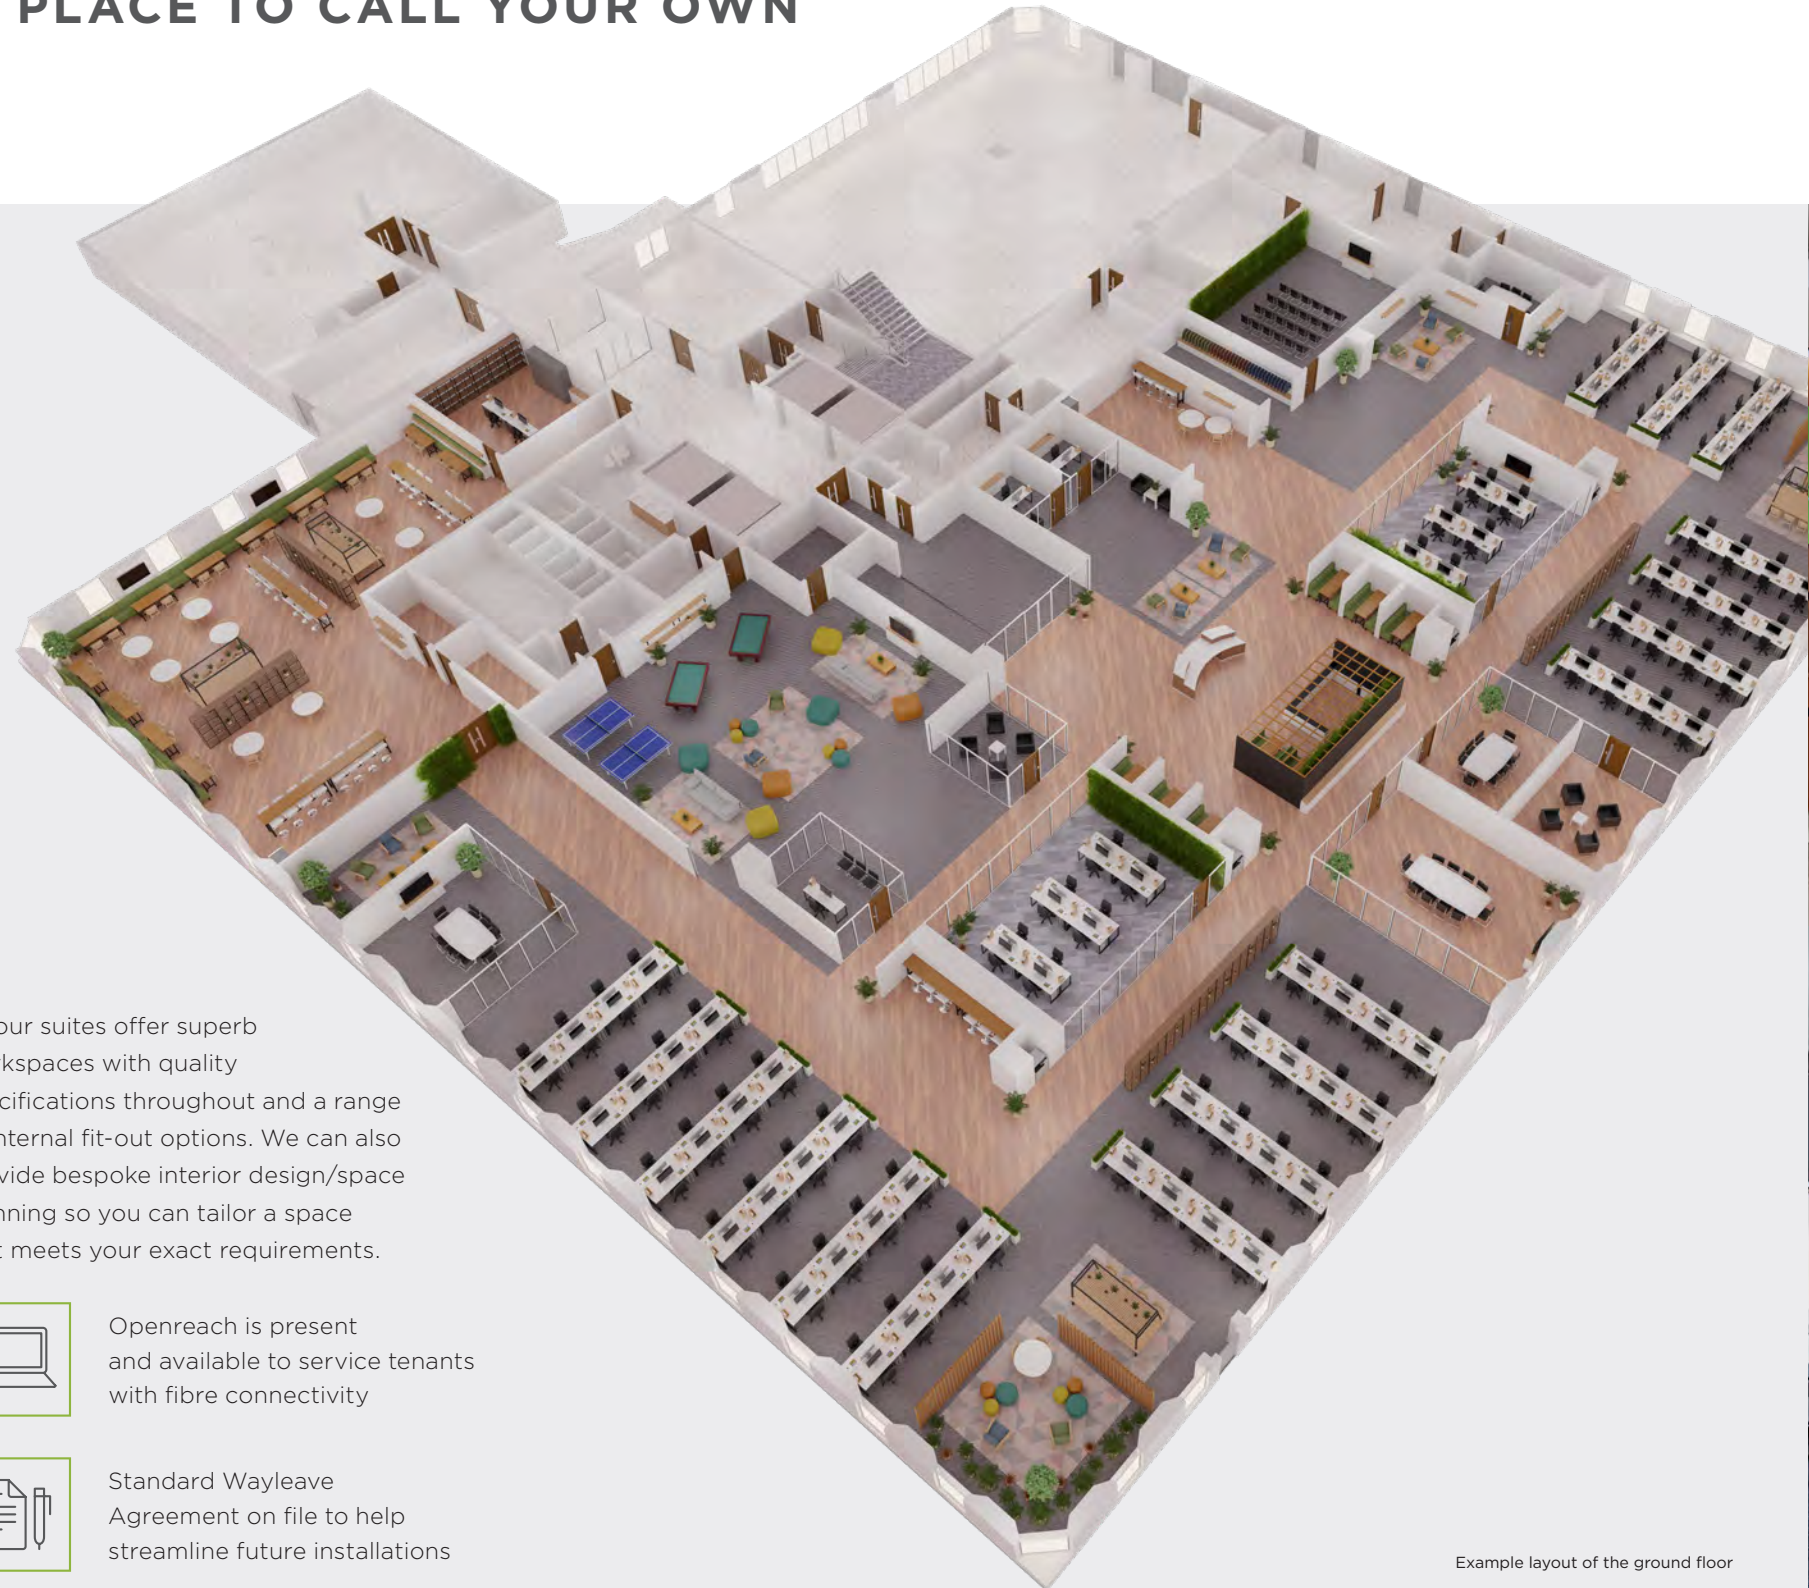 PLACE TO CALL YOUR OWN
our suites offer superb
kspaces with quality
cifications throughout and a range
nternal fit-out options. We can also
vide bespoke interior design/space
nning so you can tailor a space
t meets your exact requirements.
Openreach is present
and available to service tenants
with fibre connectivity
Standard Wayleave
Agreement on file to help
streamline future installations
Example layout of the ground floor